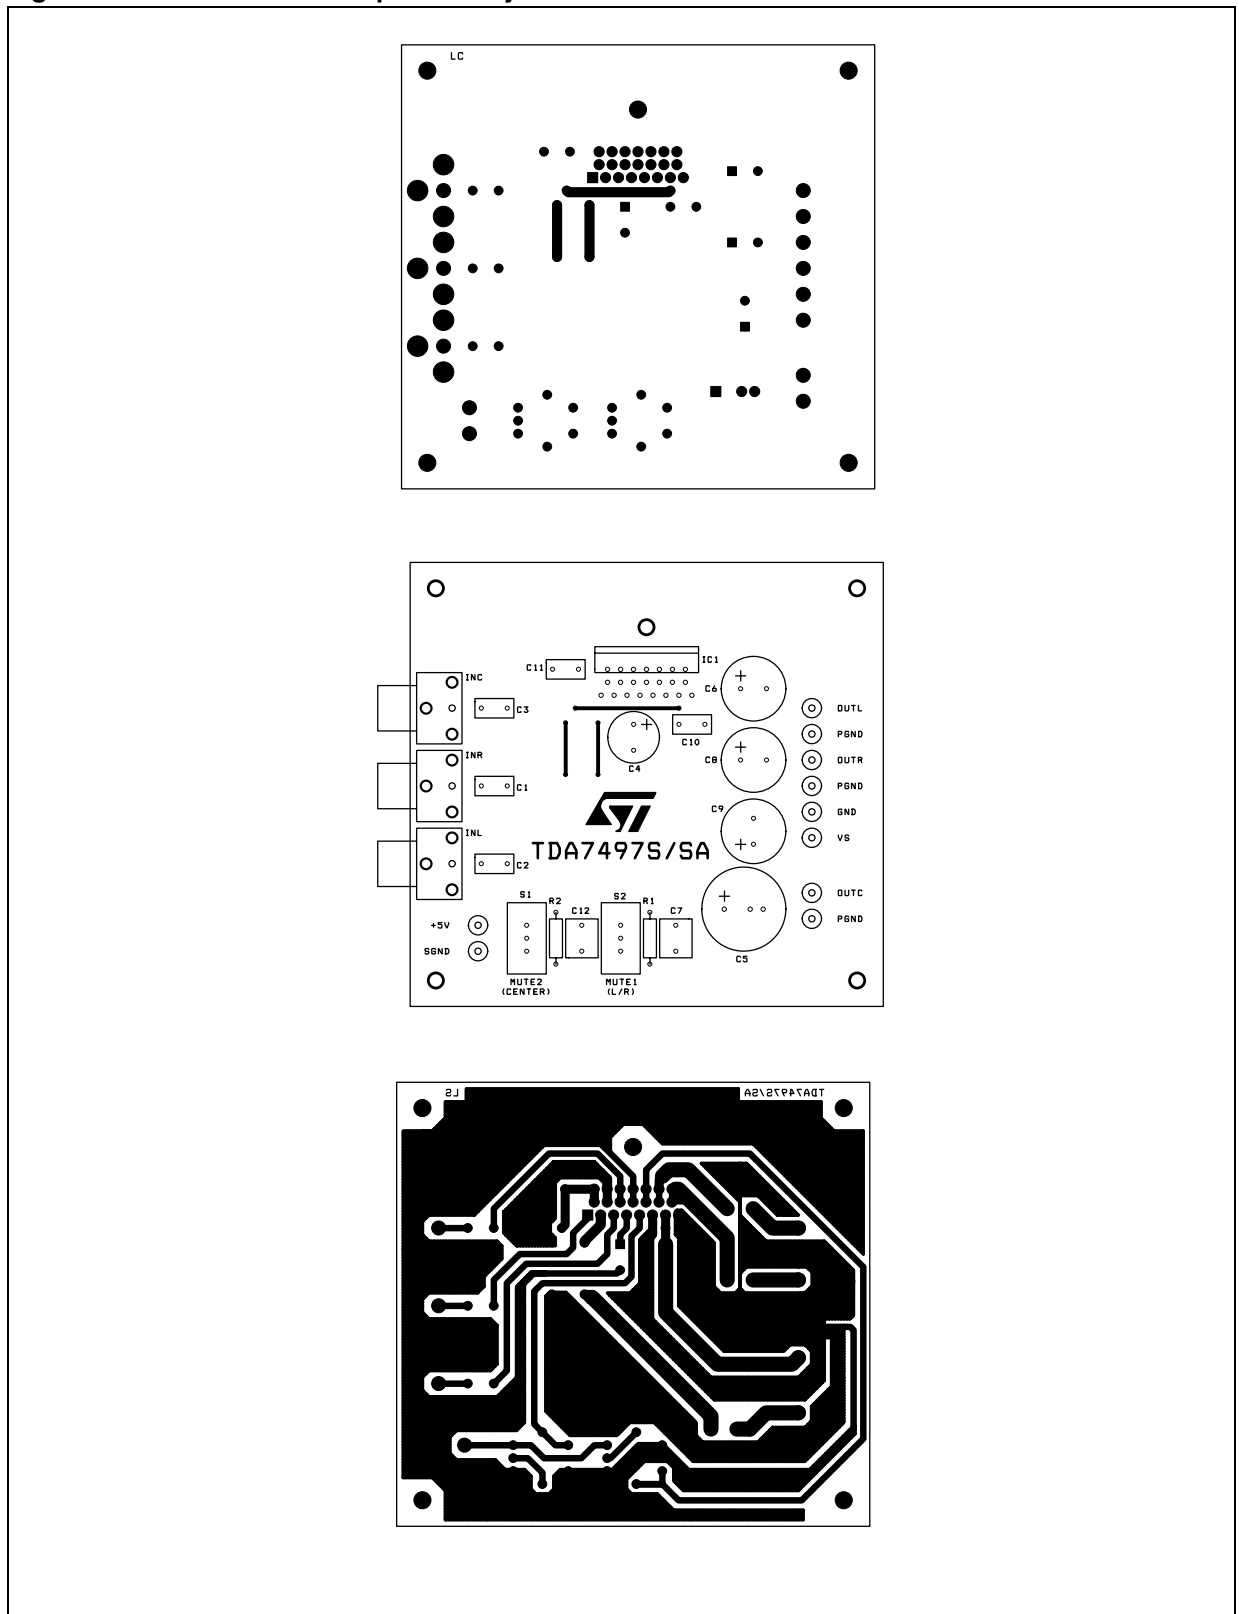 LC
INC
C3
C11
IC1
C6
C10
C4
OUTL
PGND
INR
C1
C8
OUTR
PGND
C9
GND
VS
INL
C2
ST
TDA7497S/SA
S1
R2
C12
S2
R1
C7
C5
OUTC
PGND
+5V
SGND
MUTE2
(CENTER)
MUTE1
(L/R)
LS
TDA7497S/SA